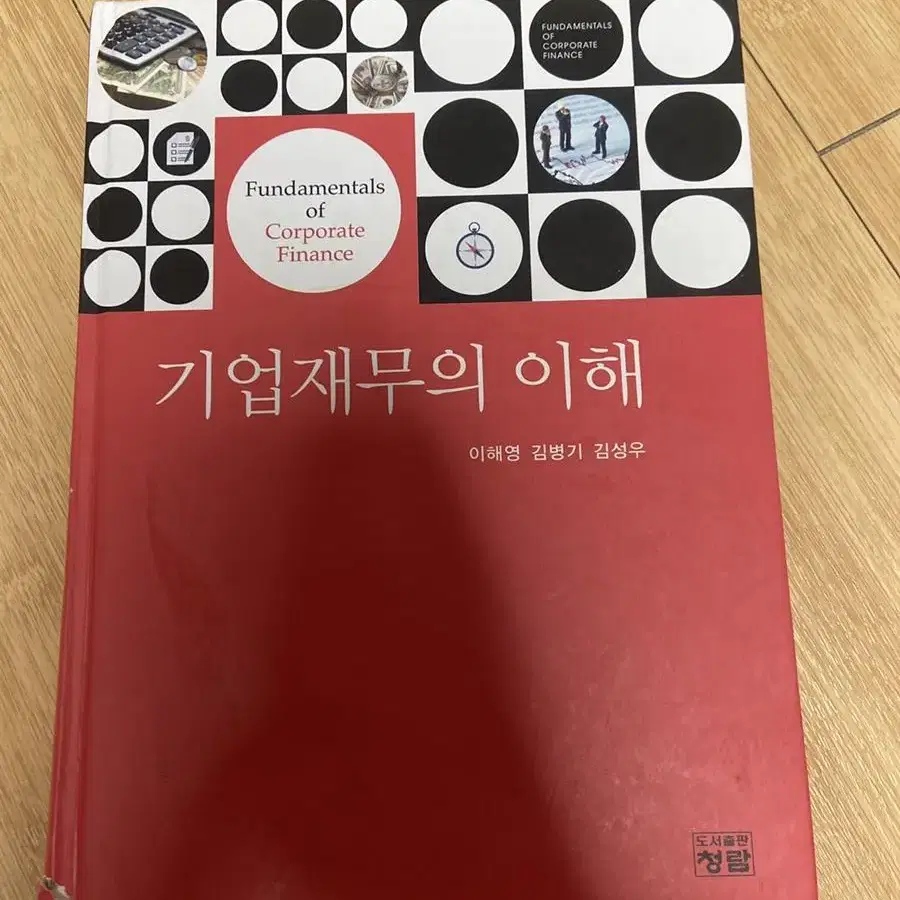 FUNDAMENTALS
OF
CORPORATE
FINANCE
Fundamentals
of
Corporate
Finance
기업재무의 이해
이해영 김병기 김성우
도서출판
청람